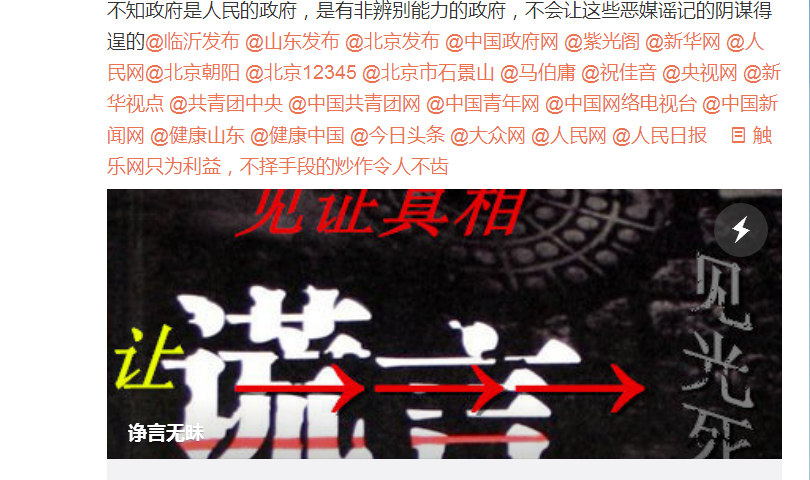 不知政府是人民的政府，是有非辨别能力的政府，不会让这些恶媒谣记的阴谋得
逞的@临沂发布 @山东发布 @北京发布 @中国政府网 @紫光阁 @新华网 @人
民网@北京朝阳 @北京12345 @北京市石景山 @马伯庸 @祝佳音 @央视网 @新
华视点 @共青团中央 @中国共青团网 @中国青年网 @中国网络电视台 @中国新
闻网 @健康山东 @健康中国 @今日头条 @大众网 @人民网 @人民日报 触
乐网只为利益，不择手段的炒作令人不齿
见证真相
让
谎言
见光死
诤言无昧